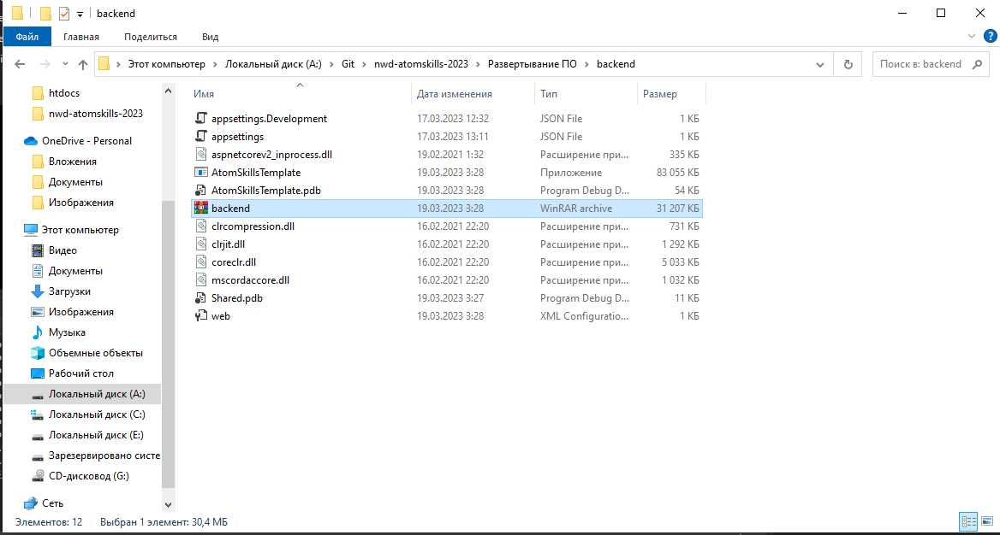 backend
Файл Главная Поделиться Вид
Этот компьютер Локальный диск (A:) Git nwd-atomskills-2023 Развертывание ПО backend Поиск в: backend
htdocs
nwd-atomskills-2023
OneDrive - Personal
Вложения
Документы
Изображения
Этот компьютер
Видео
Документы
Загрузки
Изображения
Музыка
Объемные объекты
Рабочий стол
Локальный диск (A:)
Локальный диск (C:)
Локальный диск (E:)
Зарезервировано систе
CD-дисковод (G:)
Сеть
Имя Дата изменения Тип Размер
appsettings.Development 17.03.2023 12:32 JSON File 1 КБ
appsettings 17.03.2023 13:11 JSON File 1 КБ
aspnetcorev2_inprocess.dll 19.02.2021 1:32 Расширение при... 335 КБ
AtomSkillsTemplate 19.03.2023 3:28 Приложение 83 055 КБ
AtomSkillsTemplate.pdb 19.03.2023 3:28 Program Debug D... 54 КБ
backend 19.03.2023 3:28 WinRAR archive 31 207 КБ
clrcompression.dll 16.02.2021 22:20 Расширение при... 731 КБ
clrjit.dll 16.02.2021 22:20 Расширение при... 1 292 КБ
coreclr.dll 16.02.2021 22:20 Расширение при... 5 033 КБ
mscordaccore.dll 16.02.2021 22:20 Расширение при... 1 032 КБ
Shared.pdb 19.03.2023 3:27 Program Debug D... 11 КБ
web 19.03.2023 3:28 XML Configuratio... 1 КБ
Элементов: 12 Выбран 1 элемент: 30,4 МБ